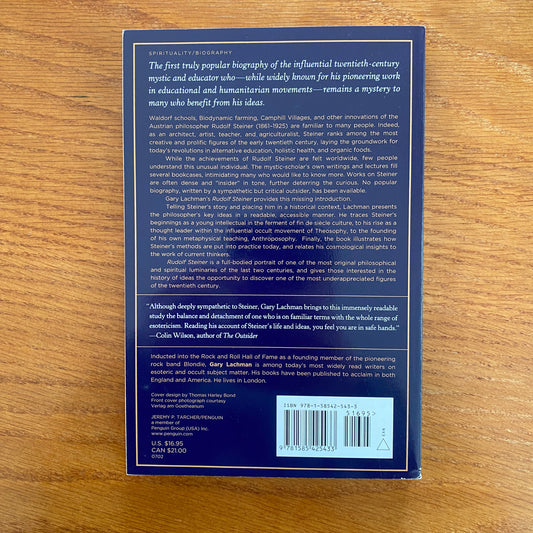 SPIRITUALITY/BIOGRAPHY
The first truly popular biography of the influential twentieth-century
mystic and educator who—while widely known for his pioneering work
in educational and humanitarian movements—remains a mystery to
many who benefit from his ideas.
Waldorf schools, Biodynamic farming, Camphill Villages, and other innovations of the
Austrian philosopher Rudolf Steiner (1861–1925) are familiar to many people. Indeed,
as an architect, artist, teacher, and agriculturalist, Steiner ranks among the most
creative and prolific figures of the early twentieth century, laying the groundwork for
today's revolutions in alternative education, holistic health, and organic foods.
While the achievements of Rudolf Steiner are felt worldwide, few people
understand this unusual individual. The mystic-scholar's own writings and lectures fill
several bookcases, intimidating many who would like to know more. Works on Steiner
are often dense and "insider" in tone, further deterring the curious. No popular
biography, written by a sympathetic but critical outsider, has been available.
Gary Lachman's Rudolf Steiner provides this missing introduction.
Telling Steiner's story and placing him in a historical context, Lachman presents
the philosopher's key ideas in a readable, accessible manner. He traces Steiner's
beginnings as a young intellectual in the ferment of fin de siècle culture, to his rise as a
thought leader within the influential occult movement of Theosophy, to the founding
of his own metaphysical teaching, Anthroposophy. Finally, the book illustrates how
Steiner's methods are put into practice today, and relates his cosmological insights to
the work of current thinkers.
Rudolf Steiner is a full-bodied portrait of one of the most original philosophical
and spiritual luminaries of the last two centuries, and gives those interested in the
history of ideas the opportunity to discover one of the most underappreciated figures
of the twentieth century.
"Although deeply sympathetic to Steiner, Gary Lachman brings to this immensely readable
study the balance and detachment of one who is on familiar terms with the whole range of
esotericism. Reading his account of Steiner's life and ideas, you feel you are in safe hands."
—Colin Wilson, author of The Outsider
Inducted into the Rock and Roll Hall of Fame as a founding member of the pioneering
rock band Blondie, Gary Lachman is among today's most widely read writers on
esoteric and occult subject matter. His books have been published to acclaim in both
England and America. He lives in London.
Cover design by Thomas Harley Bond
Front cover photograph courtesy
Verlag am Goetheanum
JEREMY P. TARCHER/PENGUIN
a member of
Penguin Group (USA) Inc.
www.penguin.com
U.S. $16.95
CAN $21.00
0702
ISBN 978-1-58542-543-3
51695>
9 781585 425433
EAN